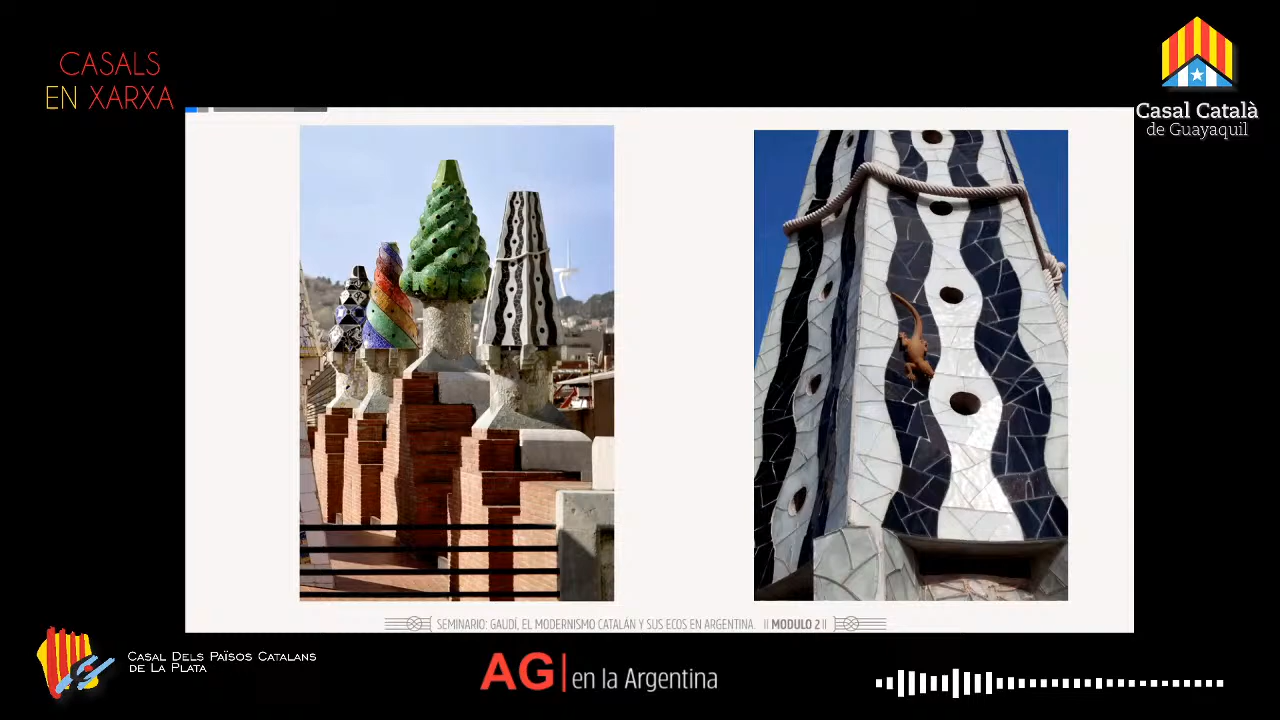 CASALS
EN XARXA
Casal Català
de Guayaquil
SEMINARIO: GAUDÍ, EL MODERNISMO CATALÁN Y SUS ECOS EN ARGENTINA. || MODULO 2 ||
CASAL DELS PAÏSOS CATALANS
DE LA PLATA
AG| en la Argentina